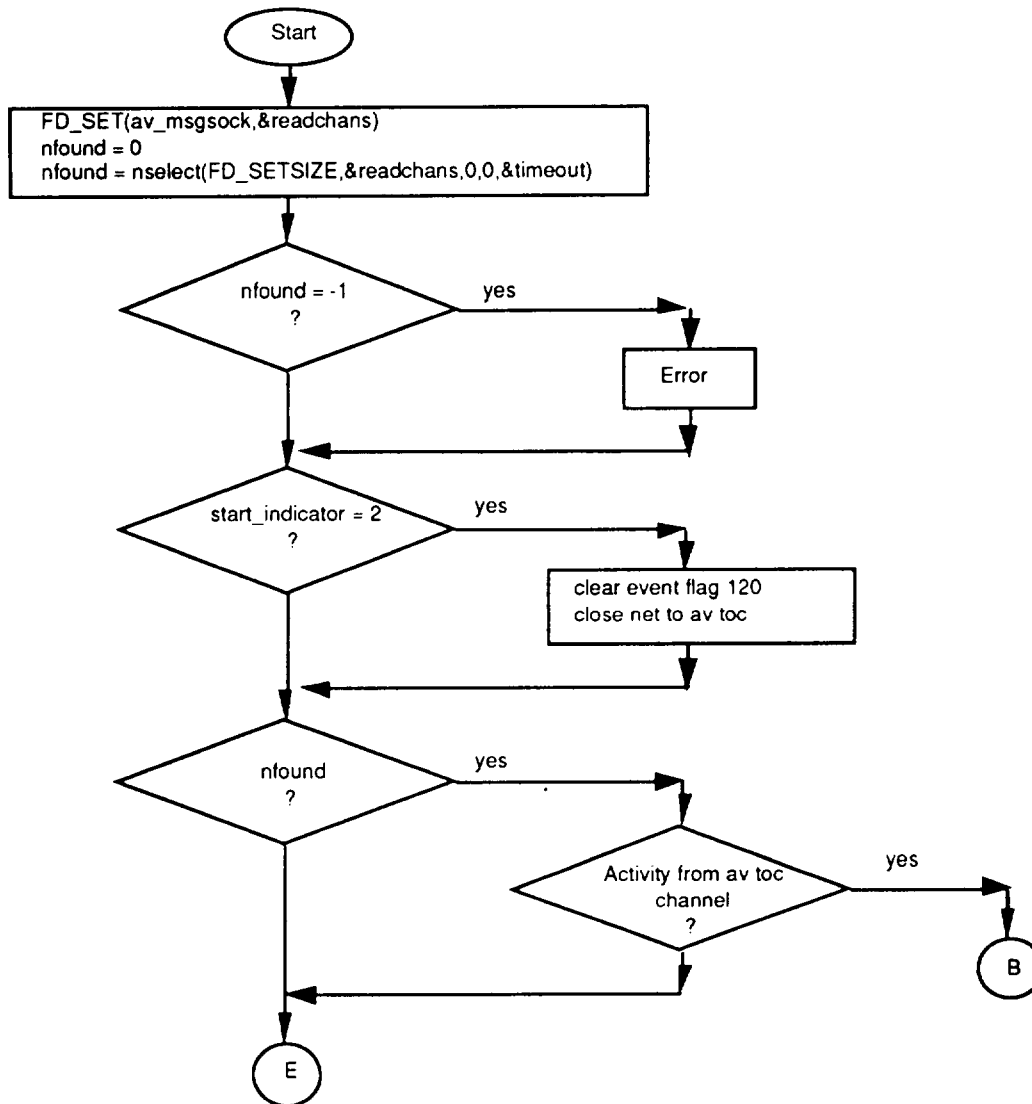 Start
FD_SET(av_msgsock,&readchans)
nfound = 0
nfound = nselect(FD_SETSIZE,&readchans,0,0,&timeout)
nfound = -1
?
yes
Error
start_indicator = 2
?
yes
clear event flag 120
close net to av toc
nfound
?
yes
Activity from av toc
channel
?
yes
B
E